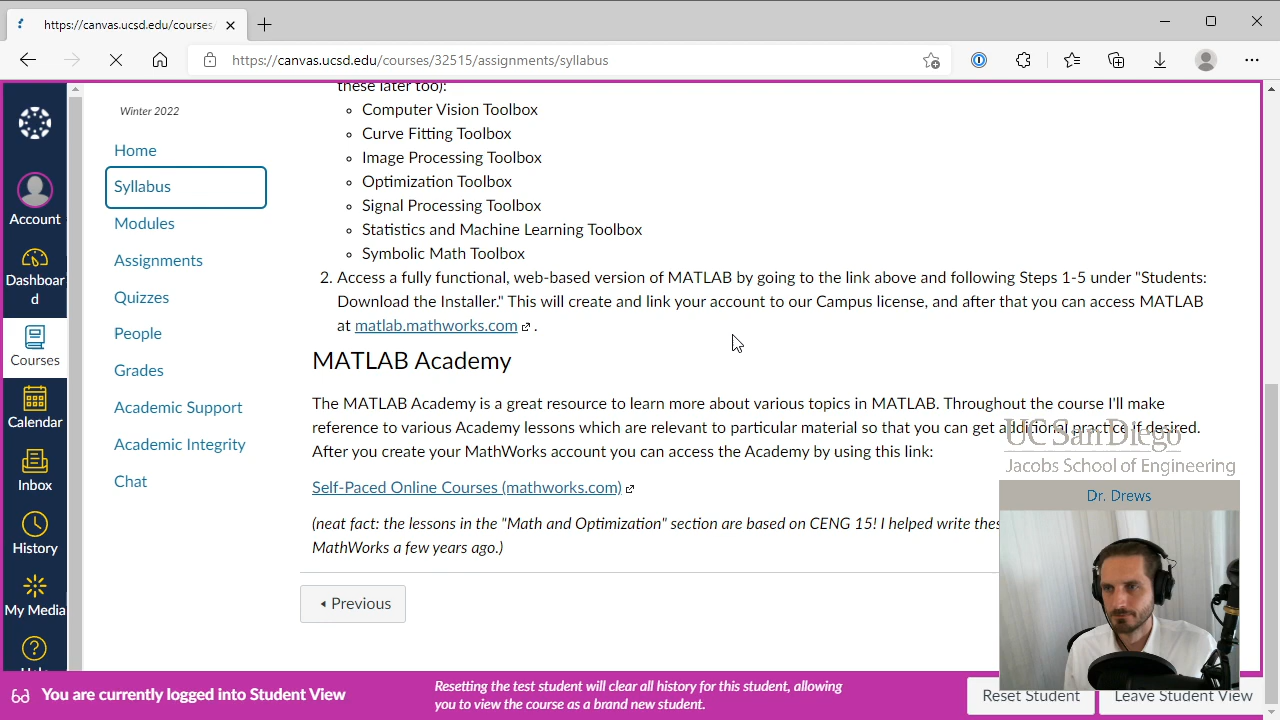 https://canvas.ucsd.edu/courses/
https://canvas.ucsd.edu/courses/32515/assignments/syllabus
Account
Dashboar
d
Courses
Calendar
Inbox
History
My Media
Winter 2022
Home
Syllabus
Modules
Assignments
Quizzes
People
Grades
Academic Support
Academic Integrity
Chat
these later too):
Computer Vision Toolbox
Curve Fitting Toolbox
Image Processing Toolbox
Optimization Toolbox
Signal Processing Toolbox
Statistics and Machine Learning Toolbox
Symbolic Math Toolbox
2. Access a fully functional, web-based version of MATLAB by going to the link above and following Steps 1-5 under "Students:
Download the Installer." This will create and link your account to our Campus license, and after that you can access MATLAB
at matlab.mathworks.com .
MATLAB Academy
The MATLAB Academy is a great resource to learn more about various topics in MATLAB. Throughout the course I'll make
reference to various Academy lessons which are relevant to particular material so that you can get additional practice if desired.
After you create your MathWorks account you can access the Academy by using this link:
Self-Paced Online Courses (mathworks.com)
(neat fact: the lessons in the "Math and Optimization" section are based on CENG 15! I helped write
MathWorks a few years ago.)
Previous
UC San Diego
Jacobs School of Engineering
Dr. Drews
You are currently logged into Student View
Resetting the test student will clear all history for this student, allowing
you to view the course as a brand new student.
Reset Student
Leave Student View